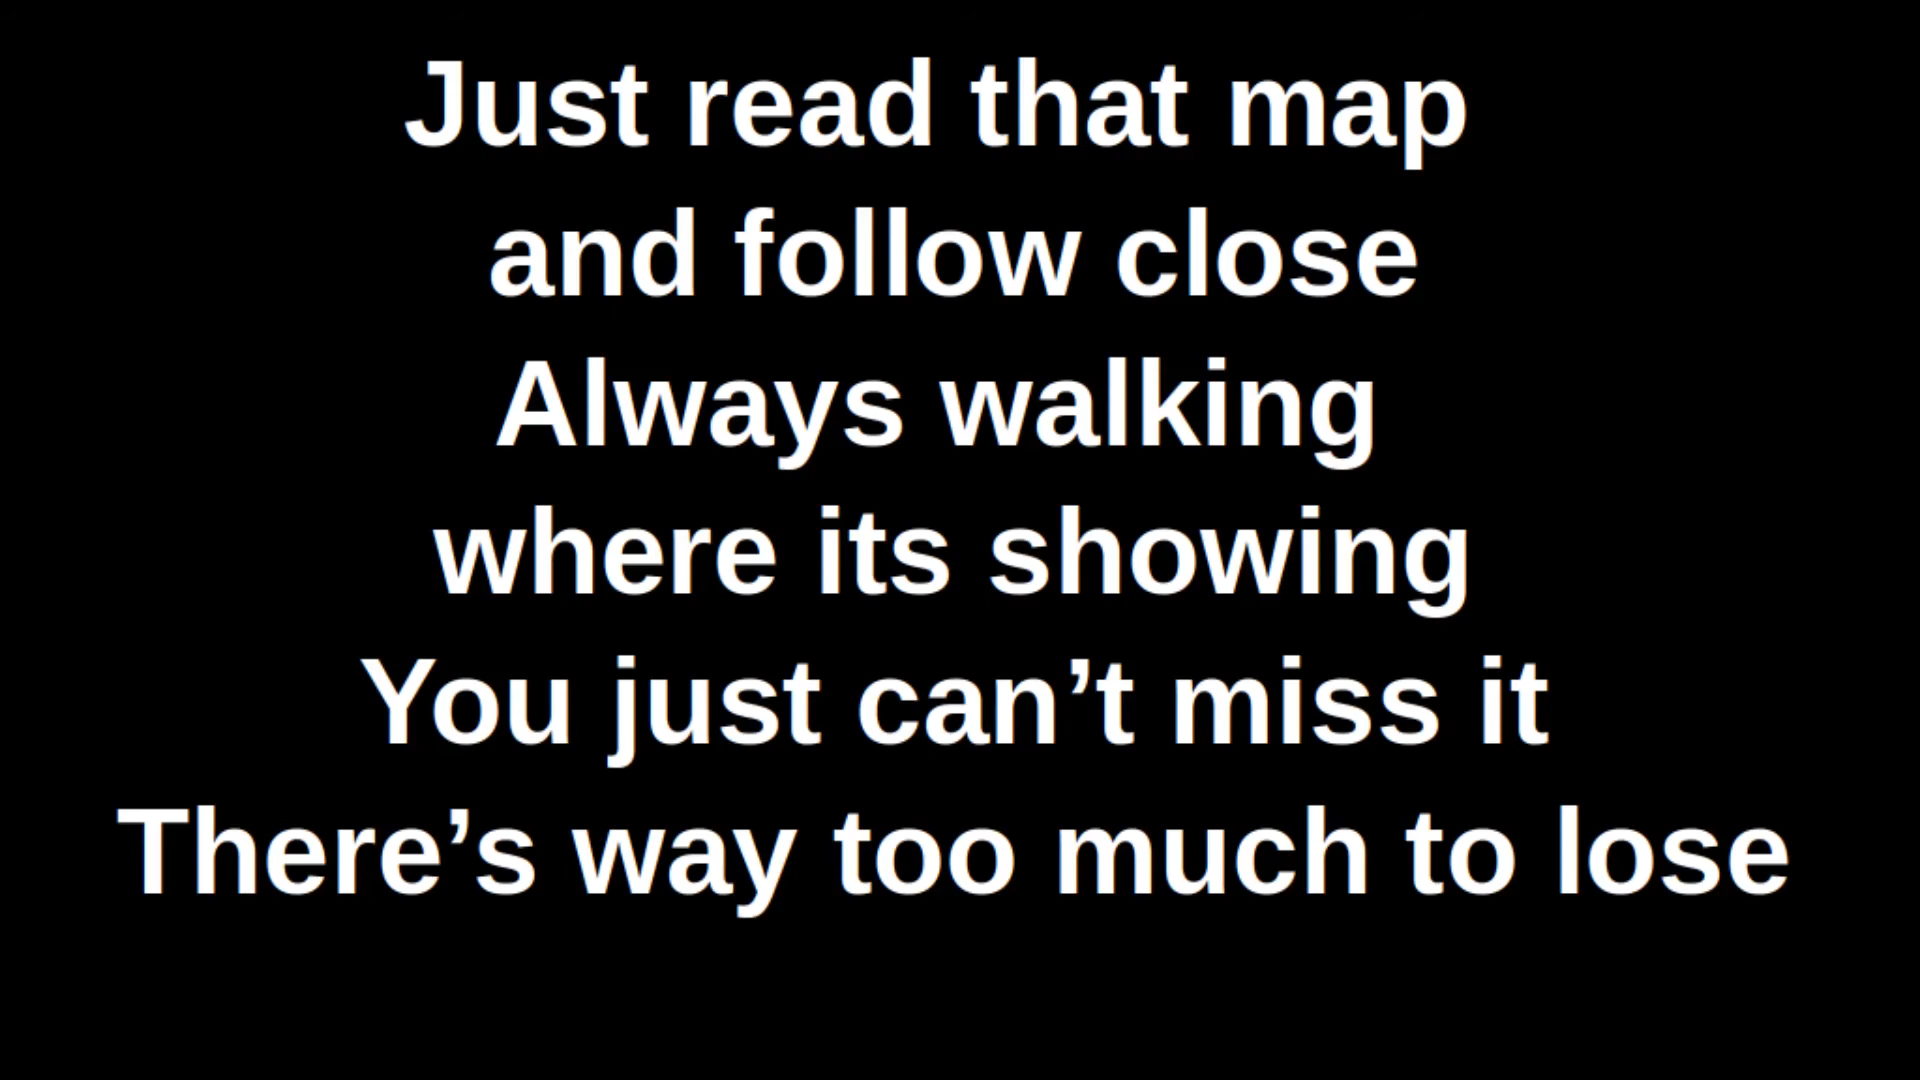 Just read that map
and follow close
Always walking
where its showing
You just can’t miss it
There’s way too much to lose